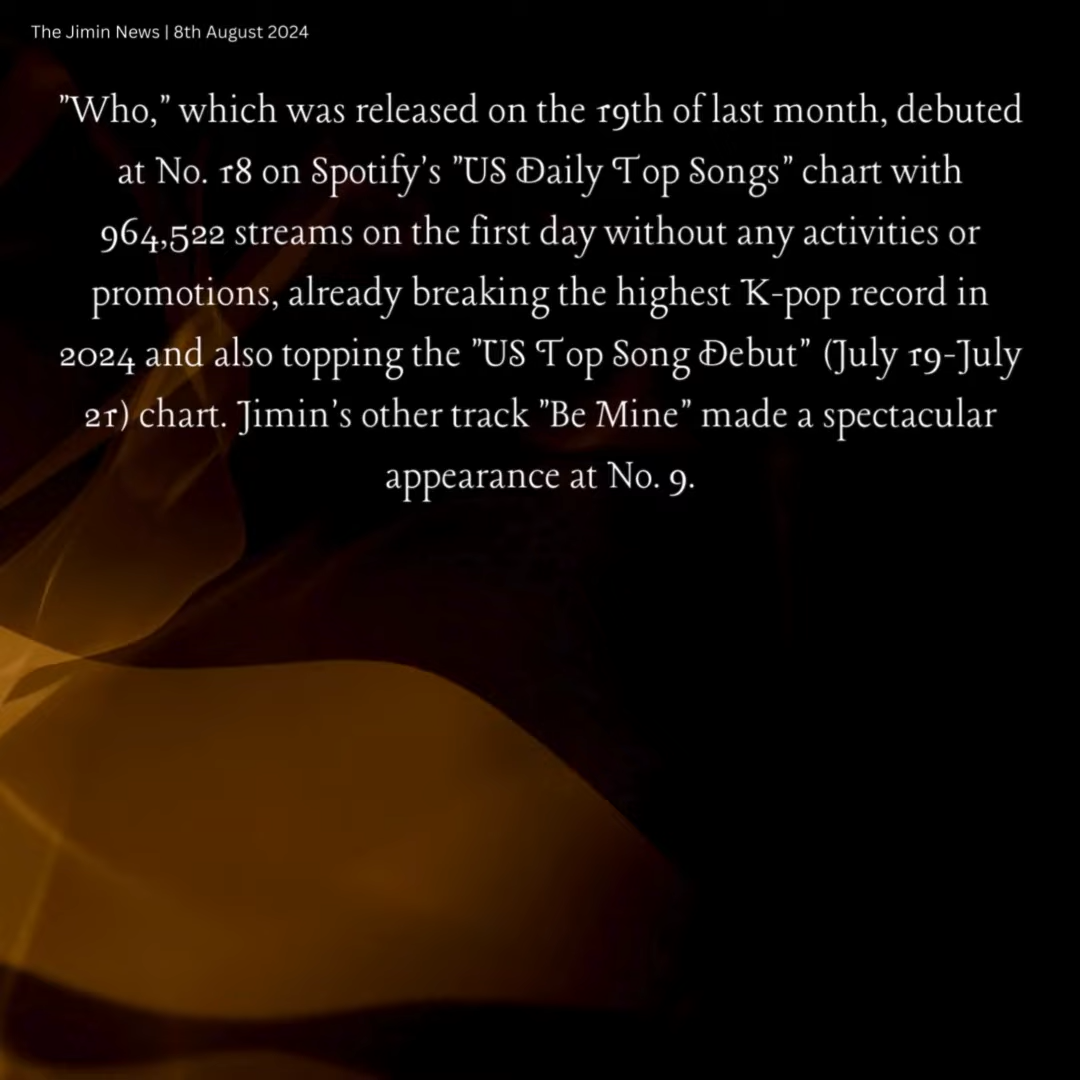 The Jimin News | 8th August 2024
"Who," which was released on the 19th of last month, debuted
at No. 18 on Spotify's "US Daily Top Songs" chart with
964,522 streams on the first day without any activities or
promotions, already breaking the highest K-pop record in
2024 and also topping the "US Top Song Debut" (July 19-July
21) chart. Jimin's other track "Be Mine" made a spectacular
appearance at No. 9.